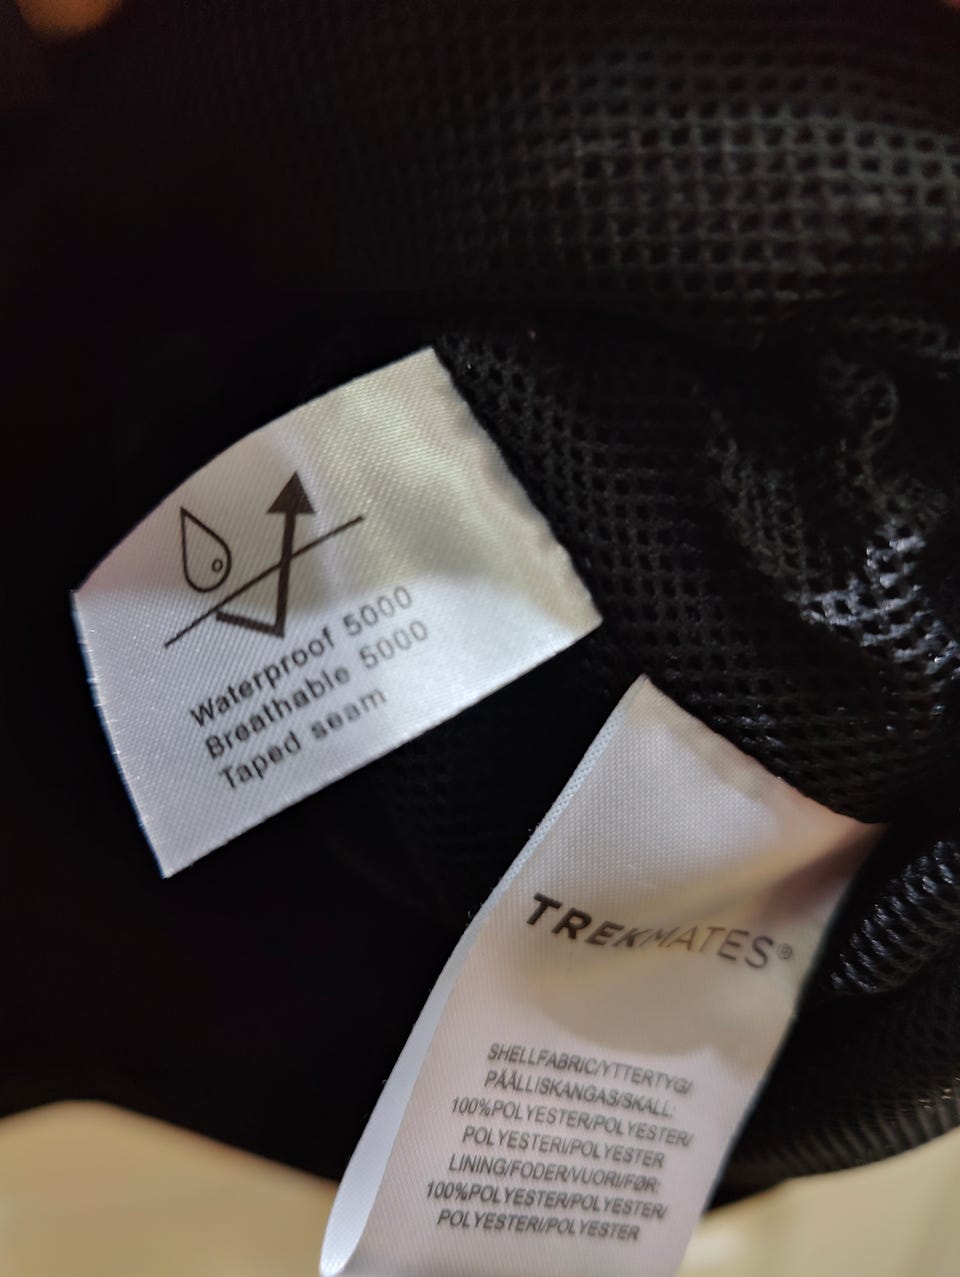 Waterproof 5000
Breathable 5000
Taped seam
TREKMATES®
SHELLFABRIC/YTTERTYG/
PÄÄLLISKANGAS/SKALL:
100%POLYESTER/POLYESTER/
POLYESTERI/POLYESTER
LINING/FODER/VUORI/FØR:
100%POLYESTER/POLYESTER/
POLYESTERI/POLYESTER